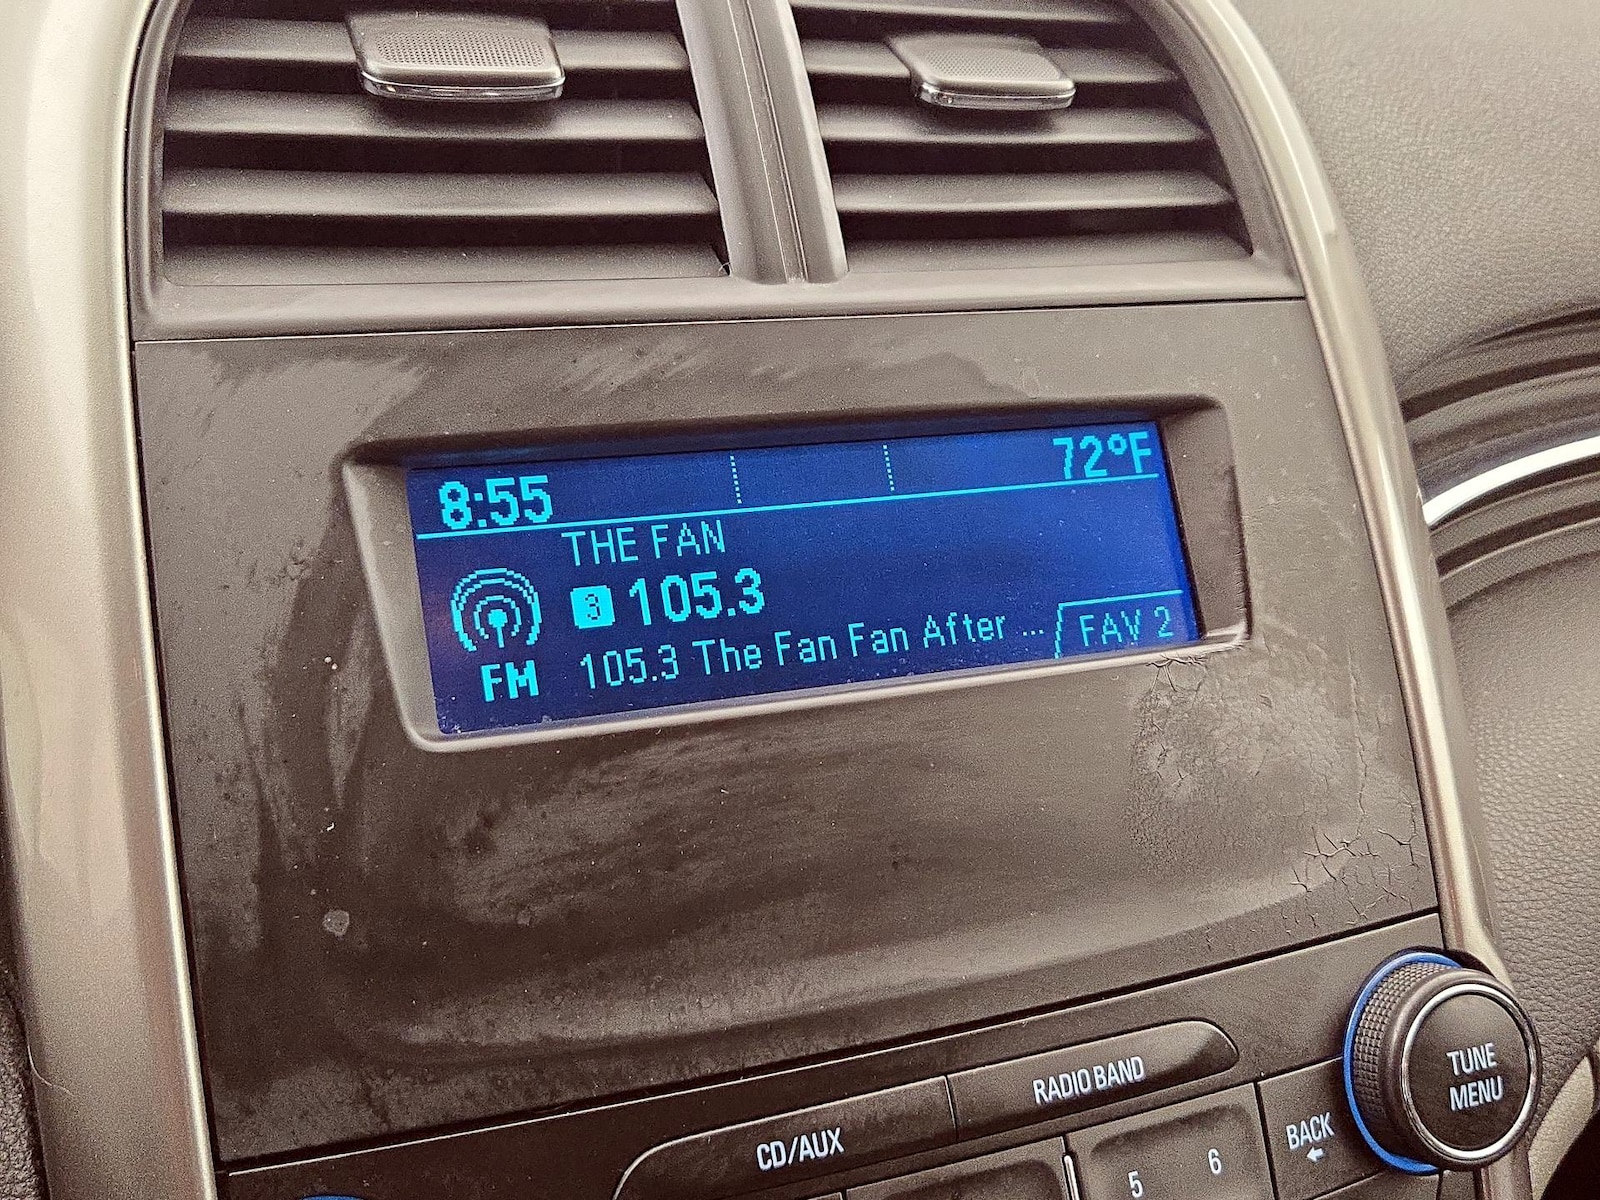 8:55 72°F
THE FAN
3 105.3
FM 105.3 The Fan Fan After ... FAV 2
RADIO BAND
CD/AUX
TUNE
MENU
BACK
5 6